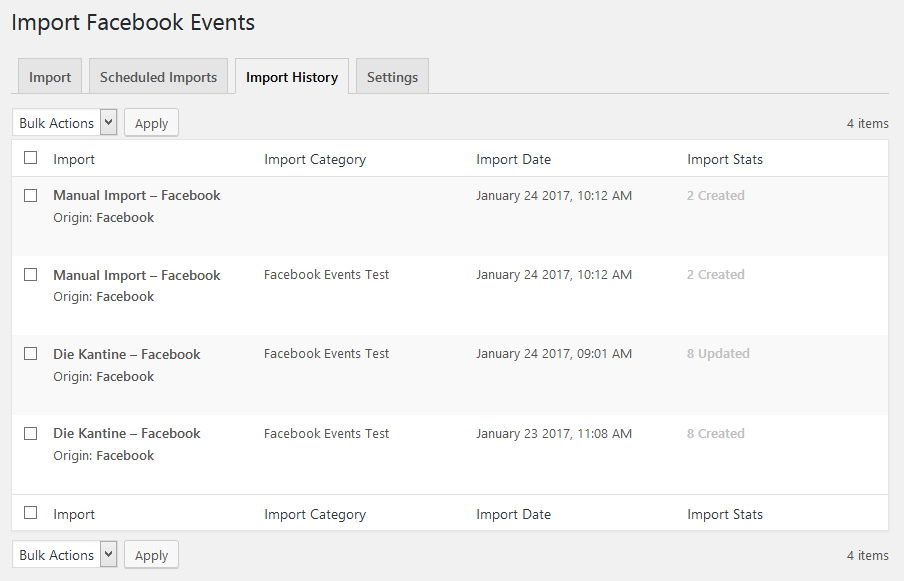 Import Facebook Events
Import Scheduled Imports Import History Settings
Bulk Actions Apply 4 items
Import Import Category Import Date Import Stats
Manual Import – Facebook January 24 2017, 10:12 AM 2 Created
Origin: Facebook
Manual Import – Facebook Facebook Events Test January 24 2017, 10:12 AM 2 Created
Origin: Facebook
Die Kantine – Facebook Facebook Events Test January 24 2017, 09:01 AM 8 Updated
Origin: Facebook
Die Kantine – Facebook Facebook Events Test January 23 2017, 11:08 AM 8 Created
Origin: Facebook
Import Import Category Import Date Import Stats
Bulk Actions Apply 4 items